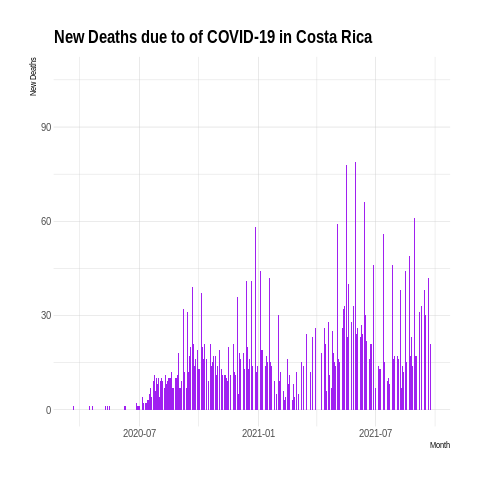 New Deaths due to of COVID-19 in Costa Rica
New Deaths
90
60
30
0
2020-07 2021-01 2021-07
Month